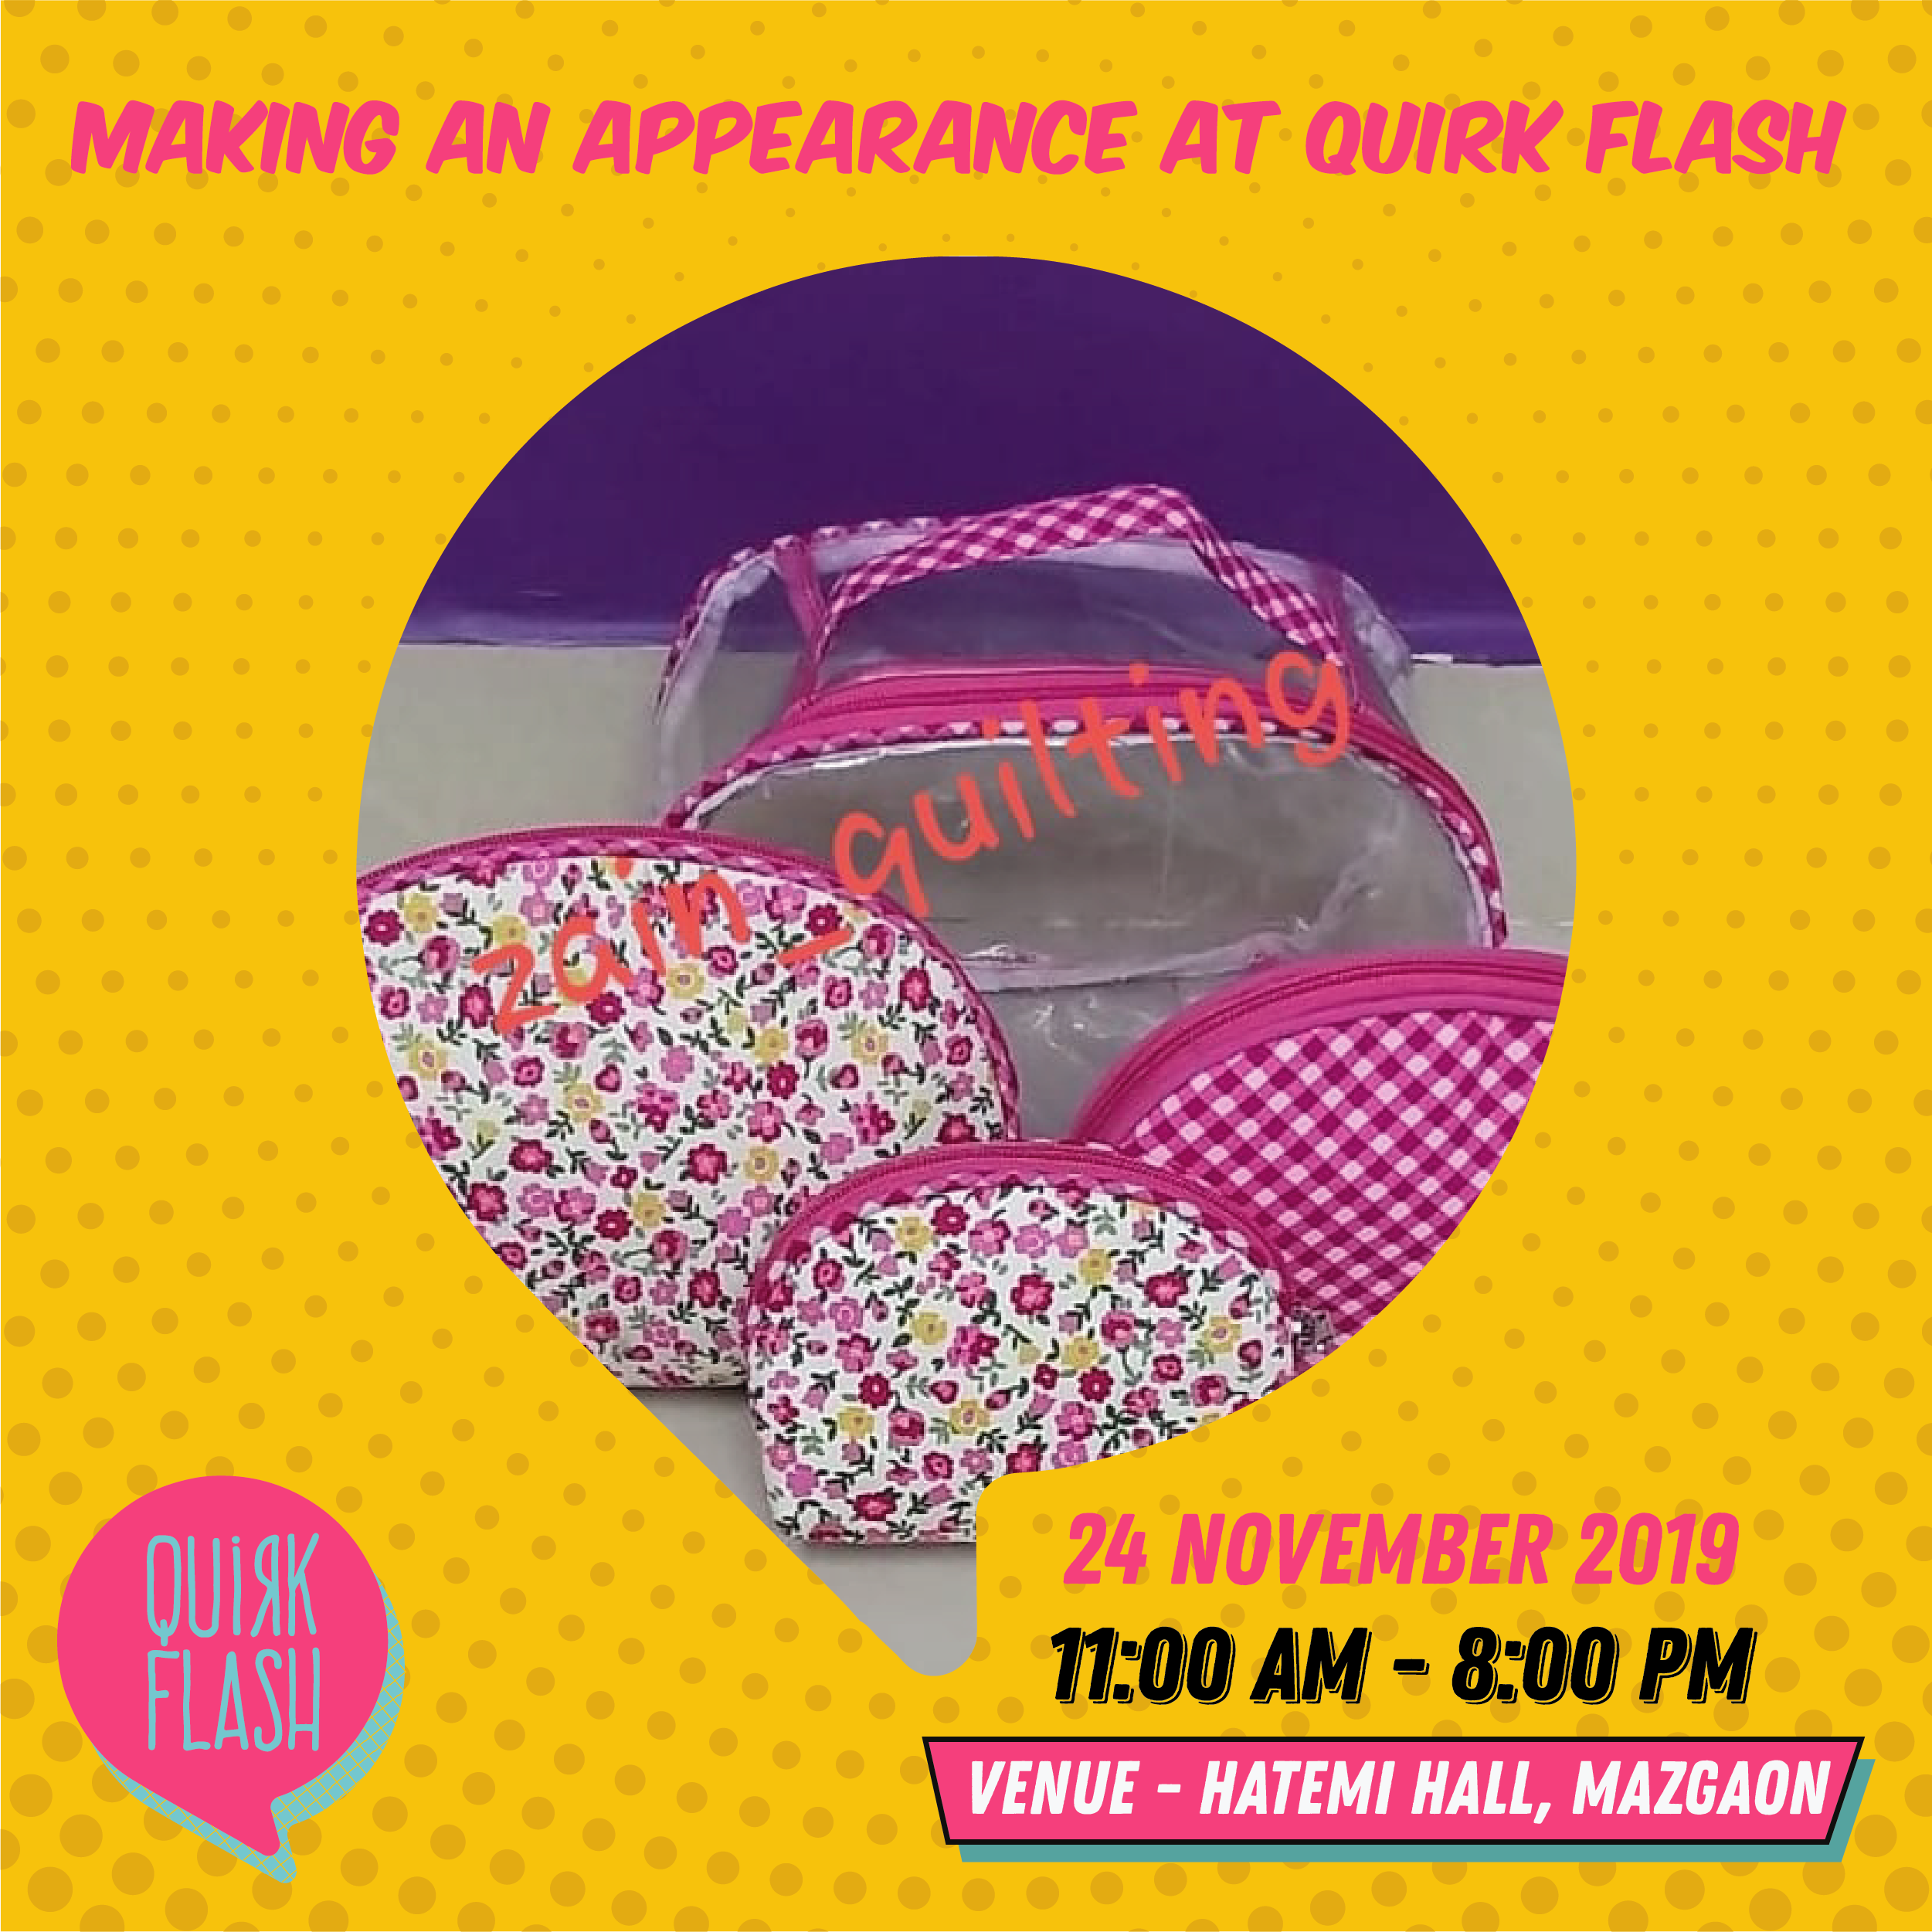 MAKING AN APPEARANCE AT QUIRK FLASH
zain_quilting
24 NOVEMBER 2019
11:00 AM - 8:00 PM
VENUE - HATEMI HALL, MAZGAON
QUiRK
FLASH